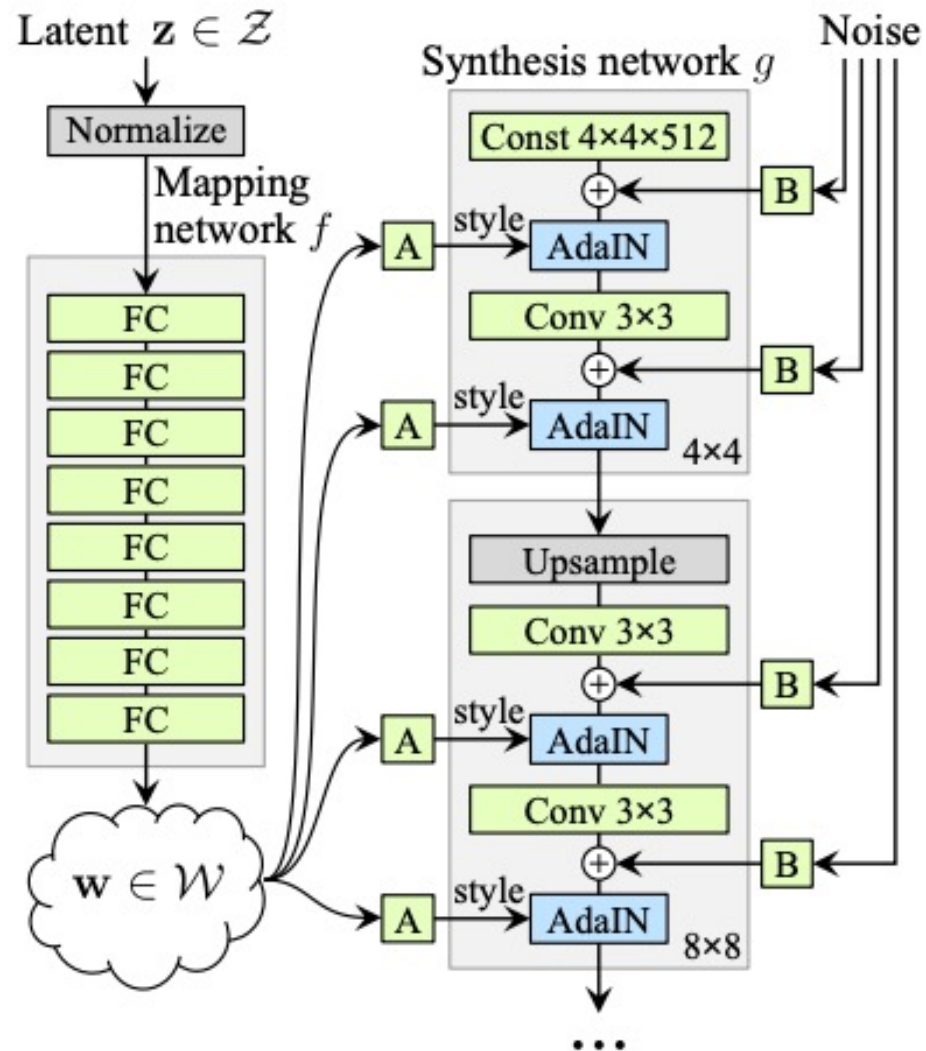 Latent z ∈ 𝒵
Normalize
Mapping
network f
FC
FC
FC
FC
FC
FC
FC
FC
w ∈ 𝒲
Noise
Synthesis network g
Const 4×4×512
+
B
A
style
AdaIN
Conv 3×3
+
B
A
style
AdaIN
4×4
Upsample
Conv 3×3
+
B
A
style
AdaIN
Conv 3×3
+
B
A
style
AdaIN
8×8
...